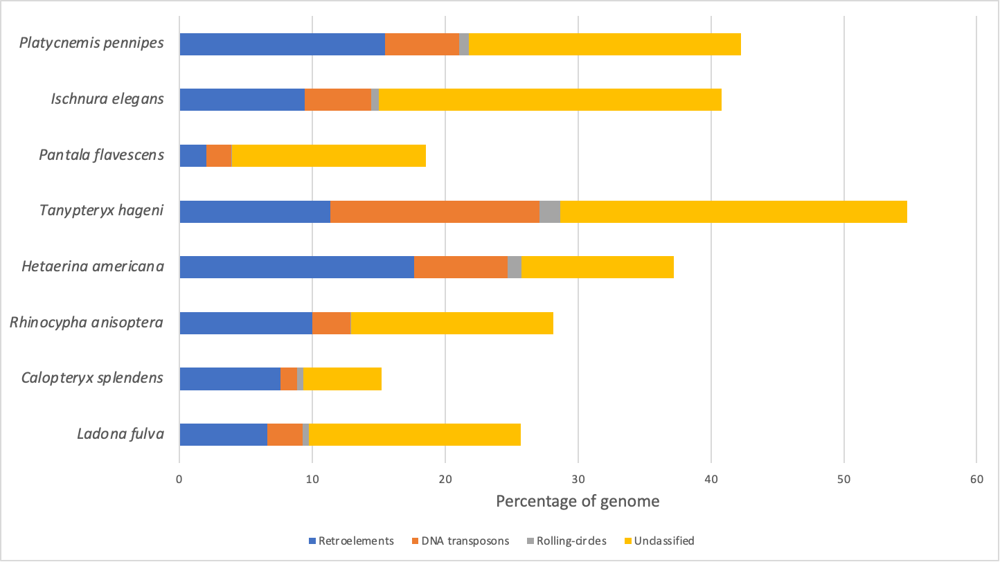 Platycnemis pennipes
Ischnura elegans
Pantala flavescens
Tanypteryx hageni
Hetaerina americana
Rhinocypha anisoptera
Calopteryx splendens
Ladona fulva
0 10 20 30 40 50 60
Percentage of genome
Retroelements DNA transposons Rolling-circles Unclassified